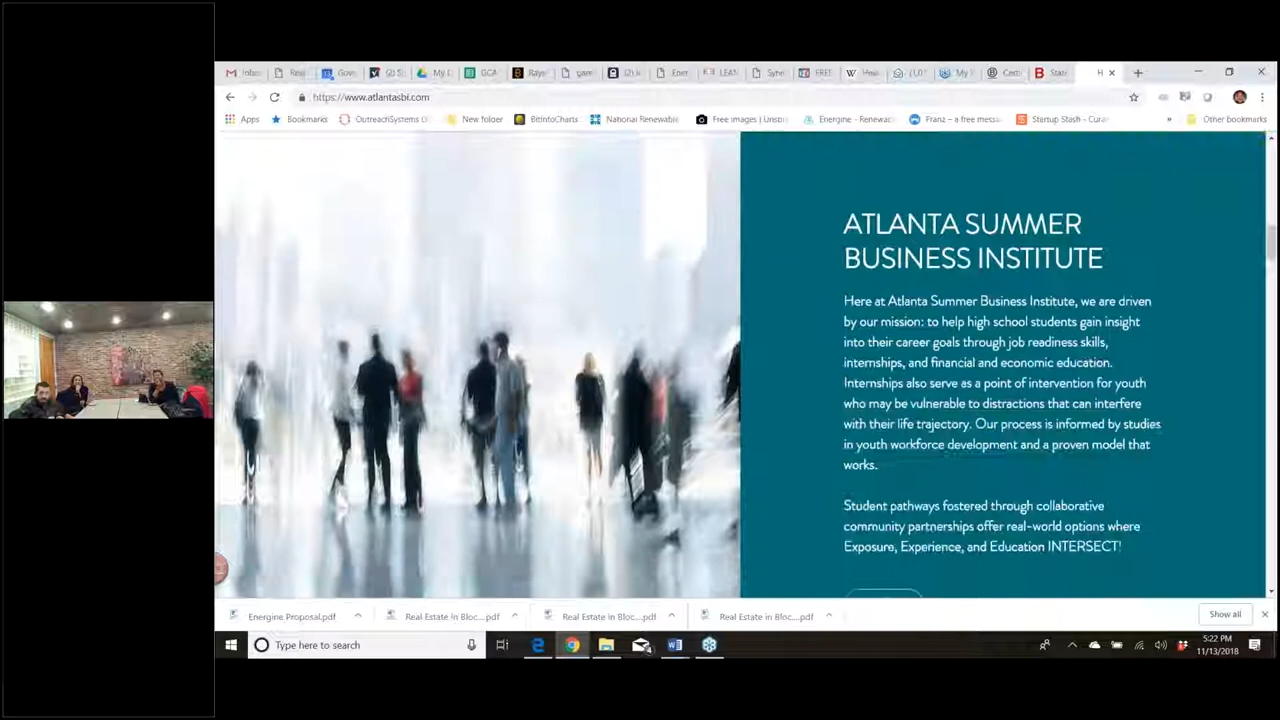 https://www.atlantasbi.com
Apps Bookmarks OutreachSystems New folder BitInfoCharts National Renewable Free Images | Unspl Energine - Renewa Franz – a free messa Startup Stash - Cura » Other bookmarks
ATLANTA SUMMER
BUSINESS INSTITUTE
Here at Atlanta Summer Business Institute, we are driven
by our mission: to help high school students gain insight
into their career goals through job readiness skills,
internships, and financial and economic education.
Internships also serve as a point of intervention for youth
who may be vulnerable to distractions that can interfere
with their life trajectory. Our process is informed by studies
in youth workforce development and a proven model that
works.
Student pathways fostered through collaborative
community partnerships offer real-world options where
Exposure, Experience, and Education INTERSECT!
Energine Proposal.pdf Real Estate in Bloc....pdf Real Estate in Bloc....pdf Real Estate in Bloc....pdf Show all
Type here to search
5:22 PM
11/13/2018